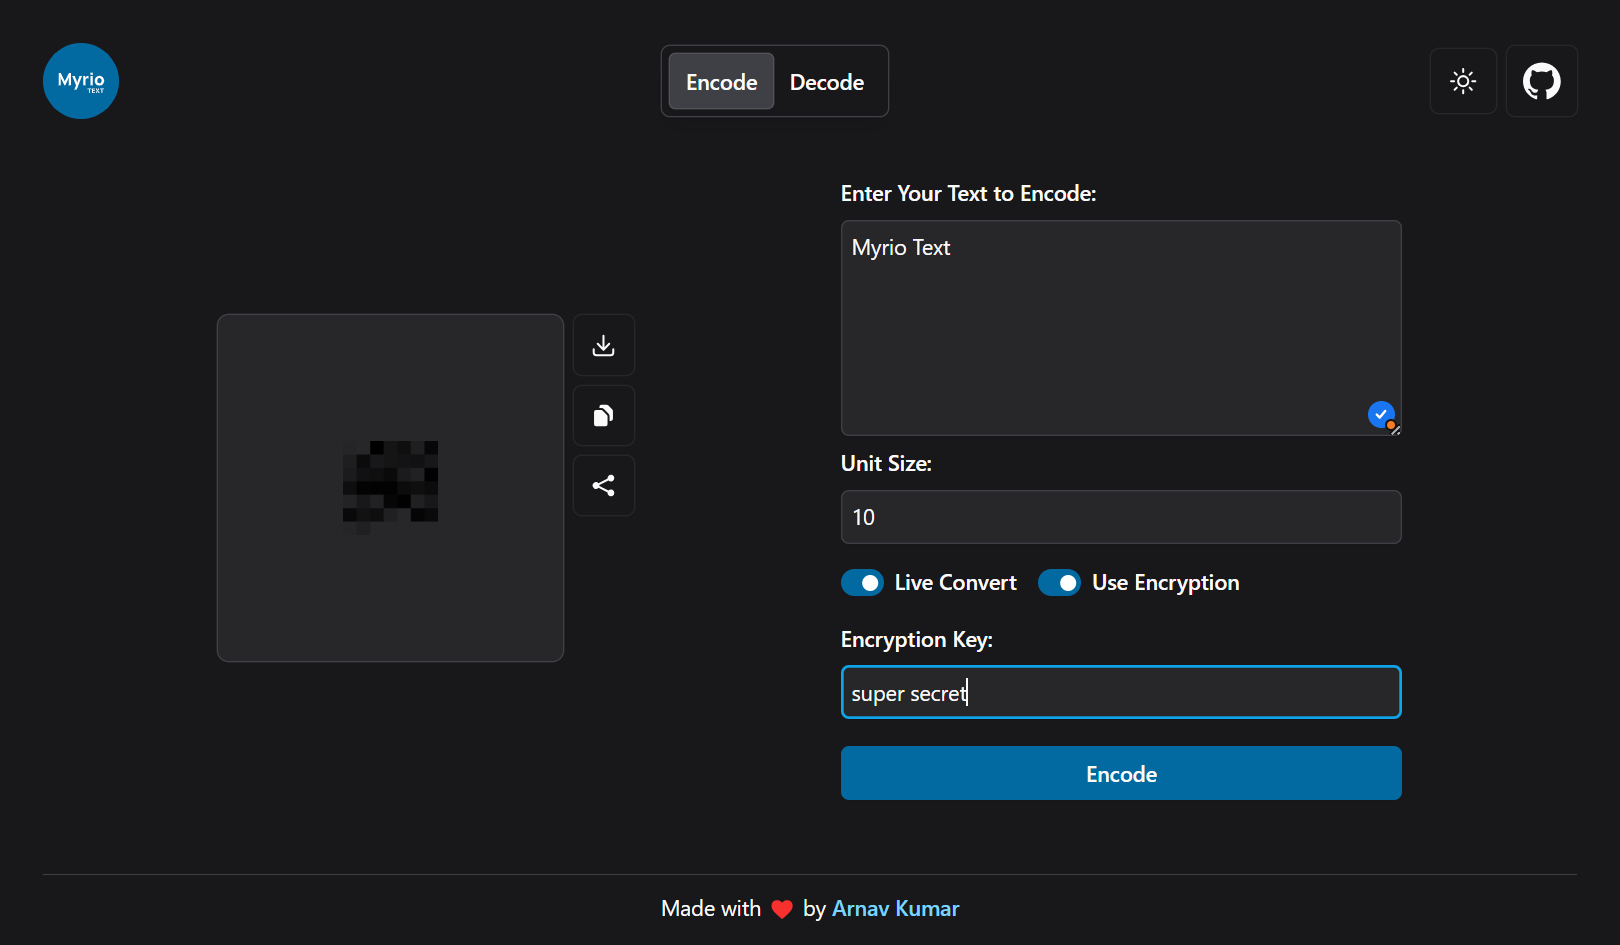 Myrio
TEXT
Encode
Decode
Enter Your Text to Encode:
Myrio Text
Unit Size:
10
Live Convert
Use Encryption
Encryption Key:
super secret
Encode
Made with ❤ by Arnav Kumar